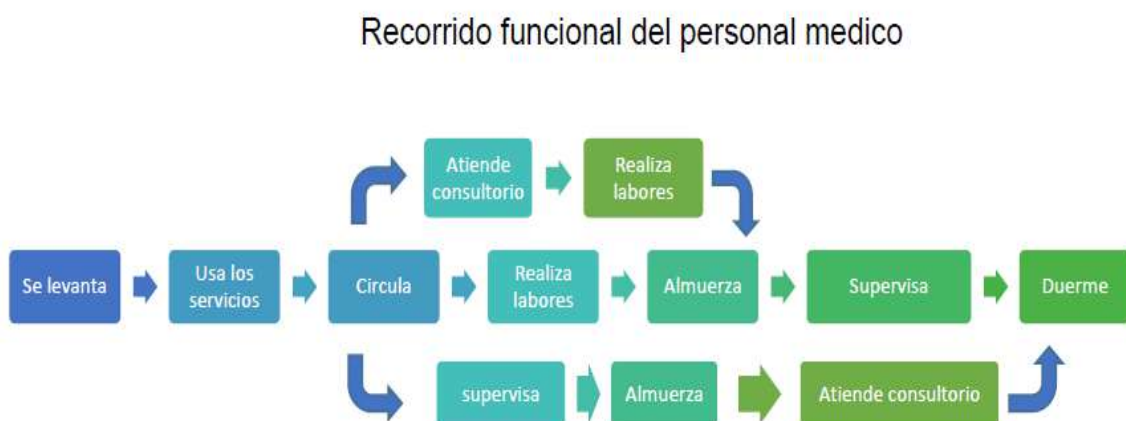 Recorrido funcional del personal medico
Atiende
consultorio
Realiza
labores
Se levanta
Usa los
servicios
Circula
Realiza
labores
Almuerza
Supervisa
Duerme
supervisa
Almuerza
Atiende consultorio